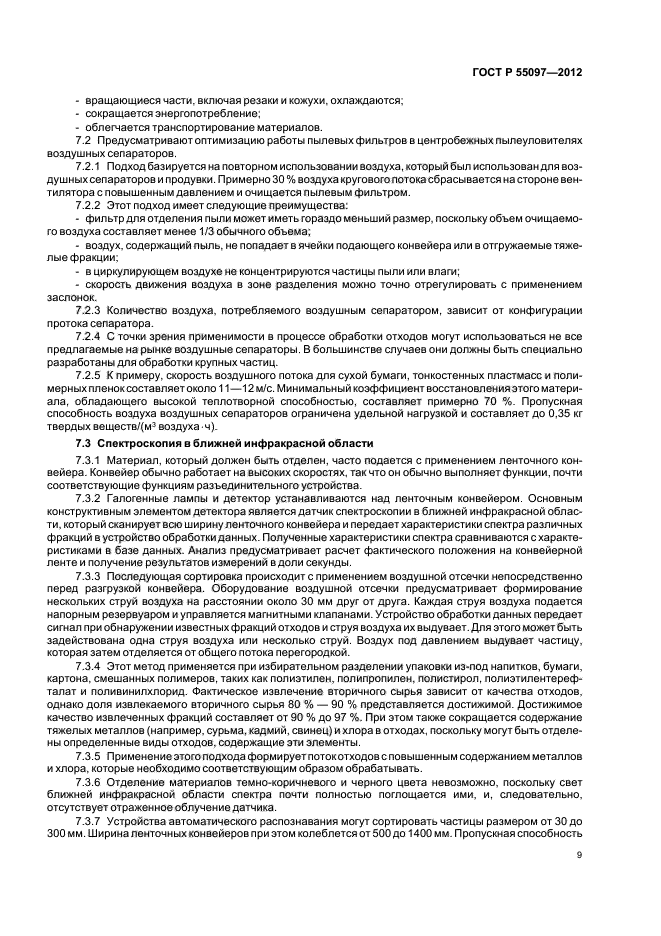 ГОСТ Р 55097—2012
- вращающиеся части, включая резаки и кожухи, охлаждаются;
- сокращается энергопотребление;
- облегчается транспортирование материалов.
7.2 Предусматривают оптимизацию работы пылевых фильтров в центробежных пылеуловителях
воздушных сепараторов.
7.2.1 Подход базируется на повторном использовании воздуха, который был использован для воз-
душных сепараторов и продувки. Примерно 30 % воздуха кругового потока сбрасывается на стороне вен-
тилятора с повышенным давлением и очищается пылевым фильтром.
7.2.2 Этот подход имеет следующие преимущества:
- фильтр для отделения пыли может иметь гораздо меньший размер, поскольку объем очищаемо-
го воздуха составляет менее 1/3 обычного объема;
- воздух, содержащий пыль, не попадает в ячейки подающего конвейера или в отгружаемые тяже-
лые фракции;
- в циркулирующем воздухе не концентрируются частицы пыли или влаги;
- скорость движения воздуха в зоне разделения можно точно отрегулировать с применением
заслонок.
7.2.3 Количество воздуха, потребляемого воздушным сепаратором, зависит от конфигурации
протока сепаратора.
7.2.4 С точки зрения применимости в процессе обработки отходов могут использоваться не все
предлагаемые на рынке воздушные сепараторы. В большинстве случаев они должны быть специально
разработаны для обработки крупных частиц.
7.2.5 К примеру, скорость воздушного потока для сухой бумаги, тонкостенных пластмасс и поли-
мерных пленок составляет около 11—12 м/с. Минимальный коэффициент восстановления этого матери-
ала, обладающего высокой теплотворной способностью, составляет примерно 70 %. Пропускная
способность воздуха воздушных сепараторов ограничена удельной нагрузкой и составляет до 0,35 кг
твердых веществ/(м³ воздуха · ч).
7.3 Спектроскопия в ближней инфракрасной области
7.3.1 Материал, который должен быть отделен, часто подается с применением ленточного кон-
вейера. Конвейер обычно работает на высоких скоростях, так что он обычно выполняет функции, почти
соответствующие функциям разъединительного устройства.
7.3.2 Галогенные лампы и детектор устанавливаются над ленточным конвейером. Основным
конструктивным элементом детектора является датчик спектроскопии в ближней инфракрасной облас-
ти, который сканирует всю ширину ленточного конвейера и передает характеристики спектра различных
фракций в устройство обработки данных. Полученные характеристики спектра сравниваются с характе-
ристиками в базе данных. Анализ предусматривает расчет фактического положения на конвейерной
ленте и получение результатов измерений в доли секунды.
7.3.3 Последующая сортировка происходит с применением воздушной отсечки непосредственно
перед разгрузкой конвейера. Оборудование воздушной отсечки предусматривает формирование
нескольких струй воздуха на расстоянии около 30 мм друг от друга. Каждая струя воздуха подается
напорным резервуаром и управляется магнитными клапанами. Устройство обработки данных передает
сигнал при обнаружении известных фракций отходов и струя воздуха их выдувает. Для этого может быть
задействована одна струя воздуха или несколько струй. Воздух под давлением выдувает частицу,
которая затем отделяется от общего потока перегородкой.
7.3.4 Этот метод применяется при избирательном разделении упаковки из-под напитков, бумаги,
картона, смешанных полимеров, таких как полиэтилен, полипропилен, полистирол, полиэтилентереф-
талат и поливинилхлорид. Фактическое извлечение вторичного сырья зависит от качества отходов,
однако доля извлекаемого вторичного сырья 80 % — 90 % представляется достижимой. Достижимое
качество извлеченных фракций составляет от 90 % до 97 %. При этом также сокращается содержание
тяжелых металлов (например, сурьма, кадмий, свинец) и хлора в отходах, поскольку могут быть отделе-
ны определенные виды отходов, содержащие эти элементы.
7.3.5 Применение этого подхода формирует поток отходов с повышенным содержанием металлов
и хлора, которые необходимо соответствующим образом обрабатывать.
7.3.6 Отделение материалов темно-коричневого и черного цвета невозможно, поскольку свет
ближней инфракрасной области спектра почти полностью поглощается ими, и, следовательно,
отсутствует отраженное облучение датчика.
7.3.7 Устройства автоматического распознавания могут сортировать частицы размером от 30 до
300 мм. Ширина ленточных конвейеров при этом колеблется от 500 до 1400 мм. Пропускная способность
9